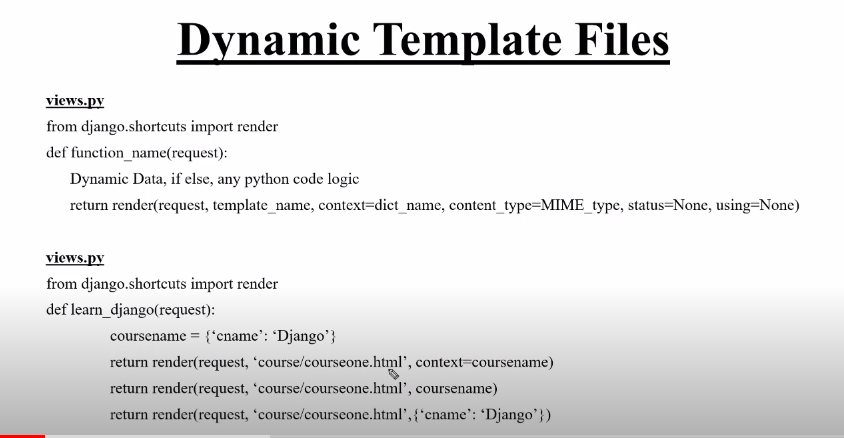 Dynamic Template Files
views.py
from django.shortcuts import render
def function_name(request):
Dynamic Data, if else, any python code logic
return render(request, template_name, context=dict_name, content_type=MIME_type, status=None, using=None)
views.py
from django.shortcuts import render
def learn_django(request):
coursename = {‘cname’: ‘Django’}
return render(request, ‘course/courseone.html’, context=coursename)
return render(request, ‘course/courseone.html’, coursename)
return render(request, ‘course/courseone.html’,{‘cname’: ‘Django’})